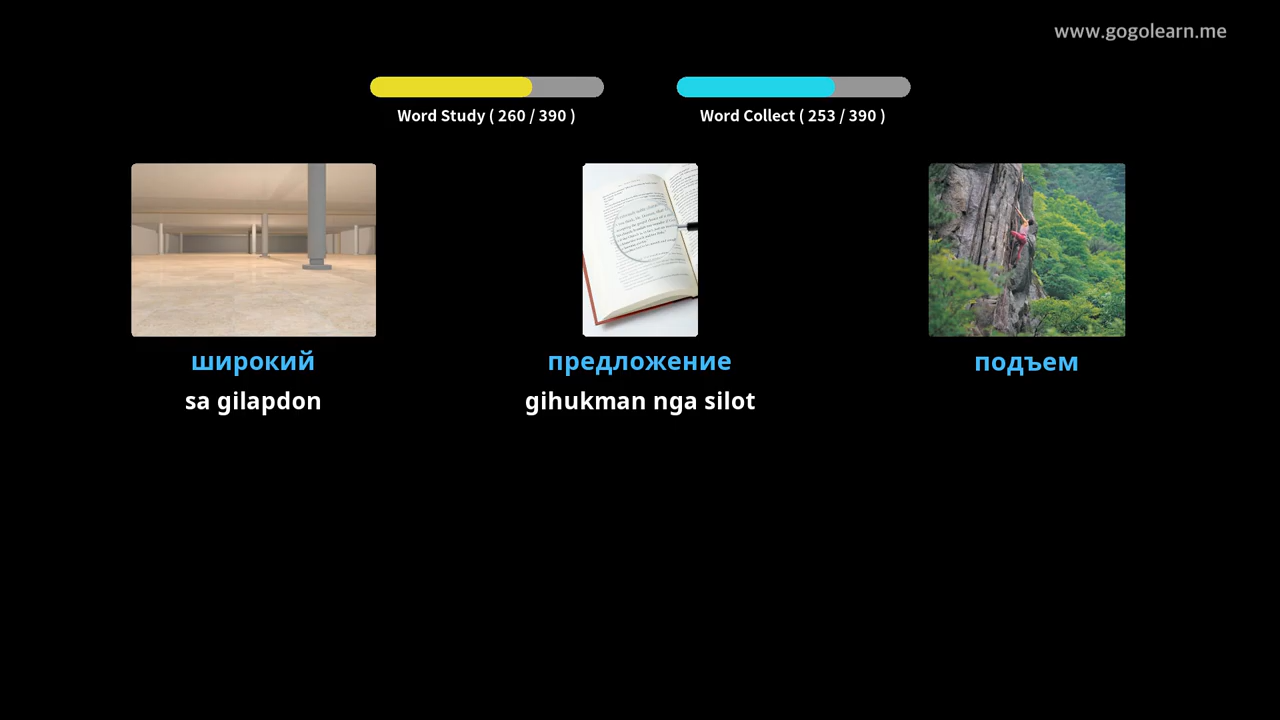 www.gogolearn.me
Word Study ( 260 / 390 )
Word Collect ( 253 / 390 )
широкий
предложение
подъем
sa gilapdon
gihukman nga silot